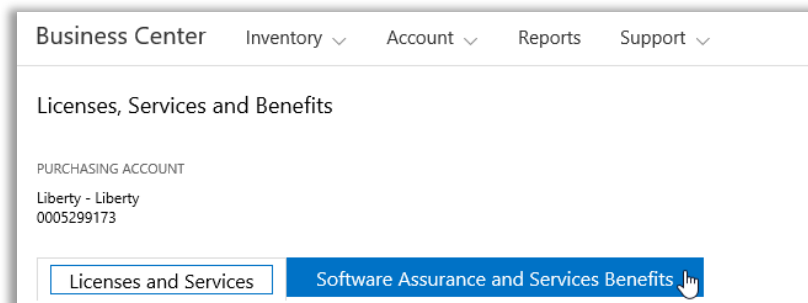 Business Center Inventory Account Reports Support
Licenses, Services and Benefits
PURCHASING ACCOUNT
Liberty - Liberty
0005299173
Licenses and Services Software Assurance and Services Benefits